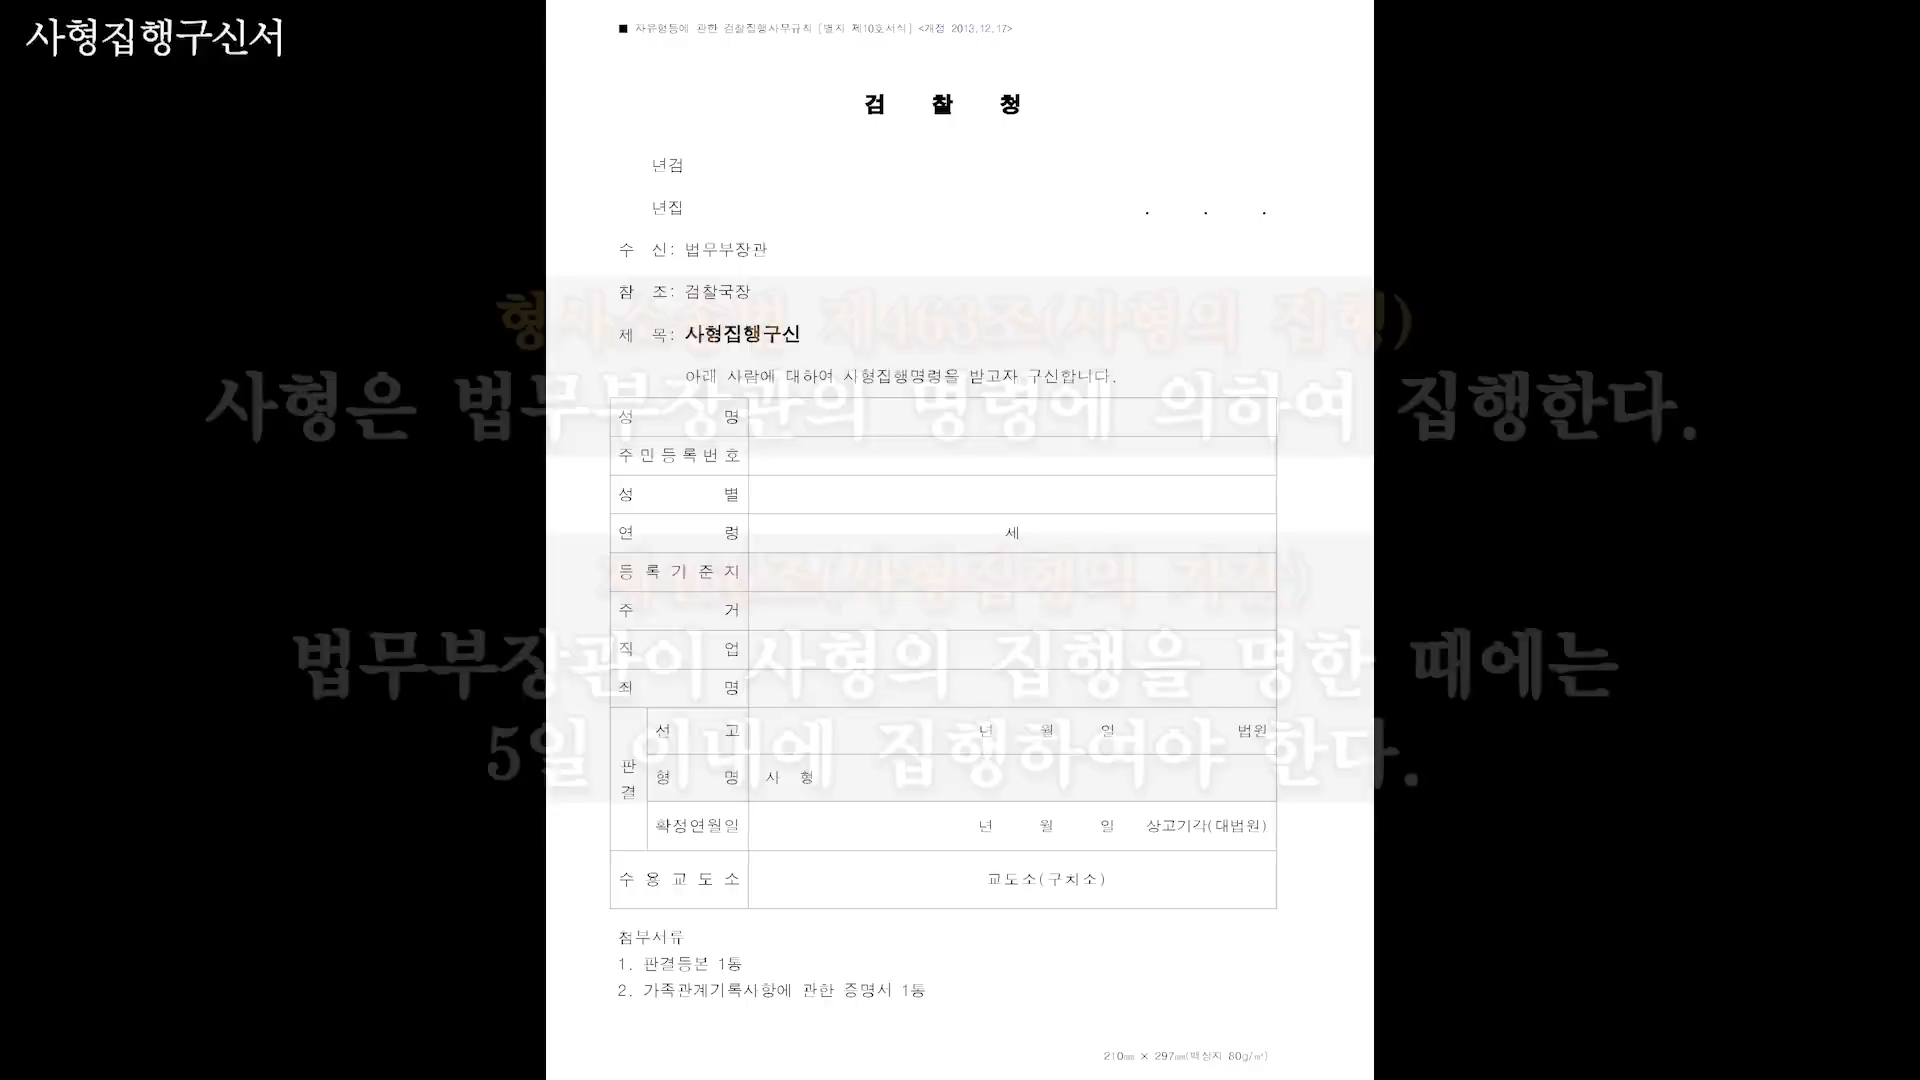 사형집행구신서
■ 자유형등에 관한 검찰집행사무규칙 [별지 제10호서식] <개정 2013.12.17>
검 찰 청
년검
년집 . . .
수 신: 법무부장관
참 조: 검찰국장
제 목: 사형집행구신
아래 사람에 대하여 사형집행명령을 받고자 구신합니다.
성 명
주민등록번호
성 별
연 령 세
등록기준지
주 거
직 업
죄 명
판결
선 고 년 월 일 법원
형 명 사 형
확정연월일 년 월 일 상고기각(대법원)
수용교도소 교도소(구치소)
첨부서류
1. 판결등본 1통
2. 가족관계기록사항에 관한 증명서 1통
210㎜ × 297㎜(백상지 80g/㎡)
제463조(사형의 집행)
사형은 법무부장관의 명령에 의하여 집행한다.
(사형집행의
법무부장관이 사형의 집행을 명한 때에는
5일 이내에 집행하여야 한다.